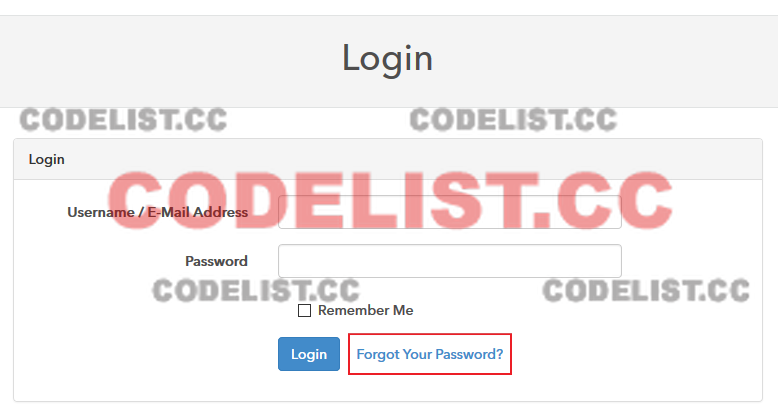 Login
CODELIST.CC CODELIST.CC
Login
CODELIST.CC
Username / E-Mail Address
Password
CODELIST.CC CODELIST.CC
Remember Me
Login Forgot Your Password?